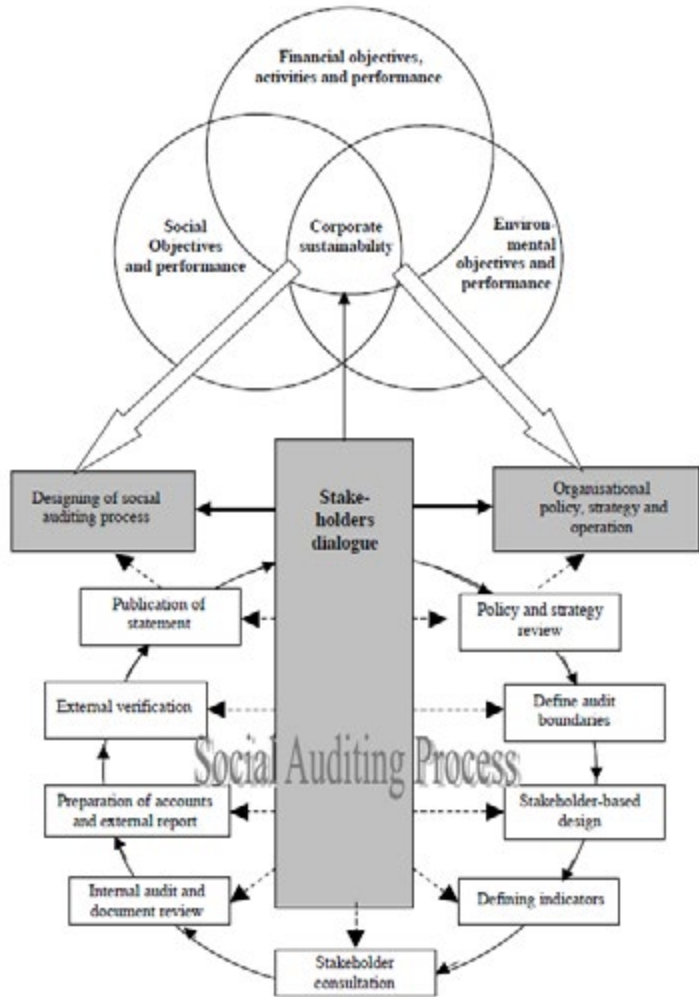 Financial objectives,
activities and performance
Social
Objectives
and performance
Corporate
sustainability
Environ-
mental
objectives and
performance
Designing of social
auditing process
Stake-
holders
dialogue
Organisational
policy, strategy and
operation
Publication of
statement
Policy and strategy
review
External verification
Define audit
boundaries
Social Auditing Process
Preparation of accounts
and external report
Stakeholder-based
design
Internal audit and
document review
Defining indicators
Stakeholder
consultation